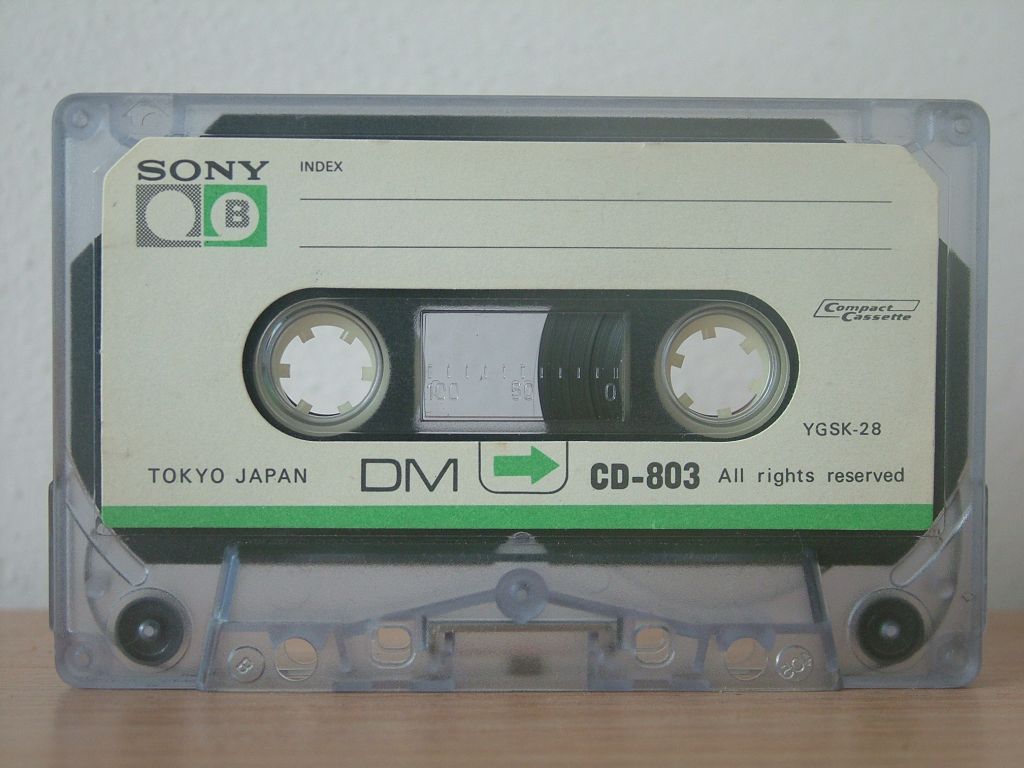 SONY
INDEX
B
Compact
Cassette
100 50 0
YGSK-28
TOKYO JAPAN DM CD-803 All rights reserved
B